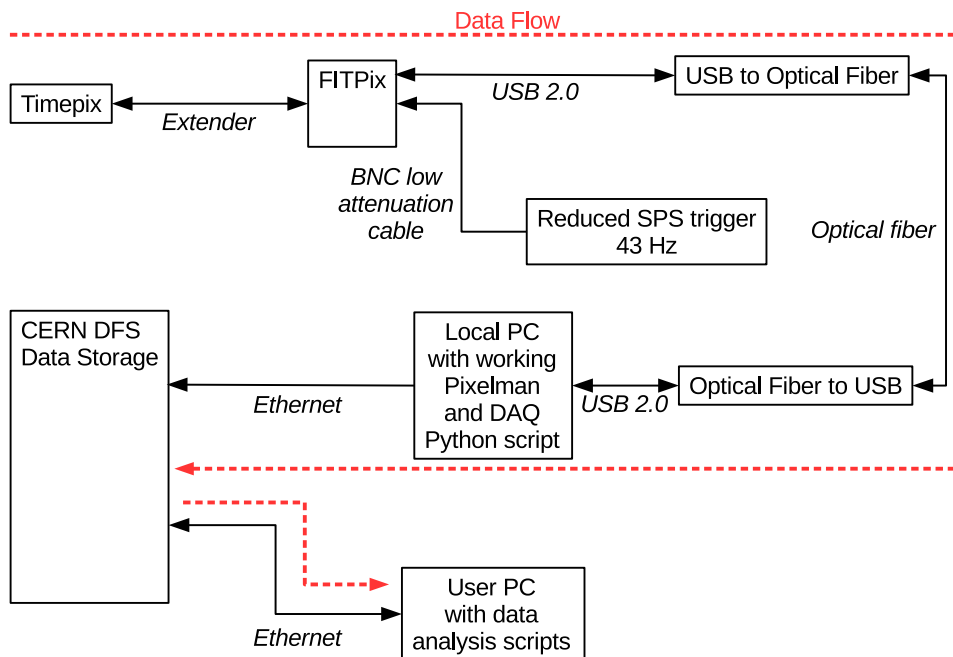 Data Flow
Timepix
Extender
FITPix
USB 2.0
USB to Optical Fiber
BNC low
attenuation
cable
Reduced SPS trigger
43 Hz
Optical fiber
CERN DFS
Data Storage
Ethernet
Local PC
with working
Pixelman
and DAQ
Python script
USB 2.0
Optical Fiber to USB
Ethernet
User PC
with data
analysis scripts